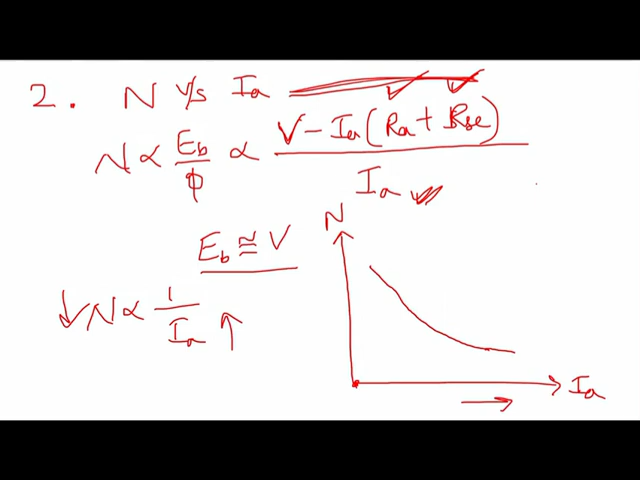 2. N v/s Ia
N ∝ Eb/ϕ ∝ V - Ia(Ra + Rse)/Ia
Eb ≅ V
↓N ∝ 1/Ia ↑
N
Ia